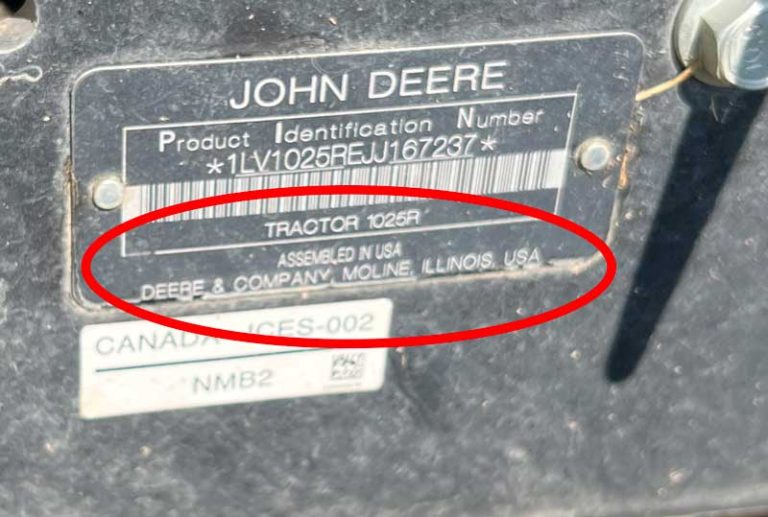 JOHN DEERE
Product Identification Number
*1LV1025REJJ167237*
TRACTOR 1025R
ASSEMBLED IN USA
DEERE & COMPANY, MOLINE, ILLINOIS, USA
CANADA ICES-002
NMB2